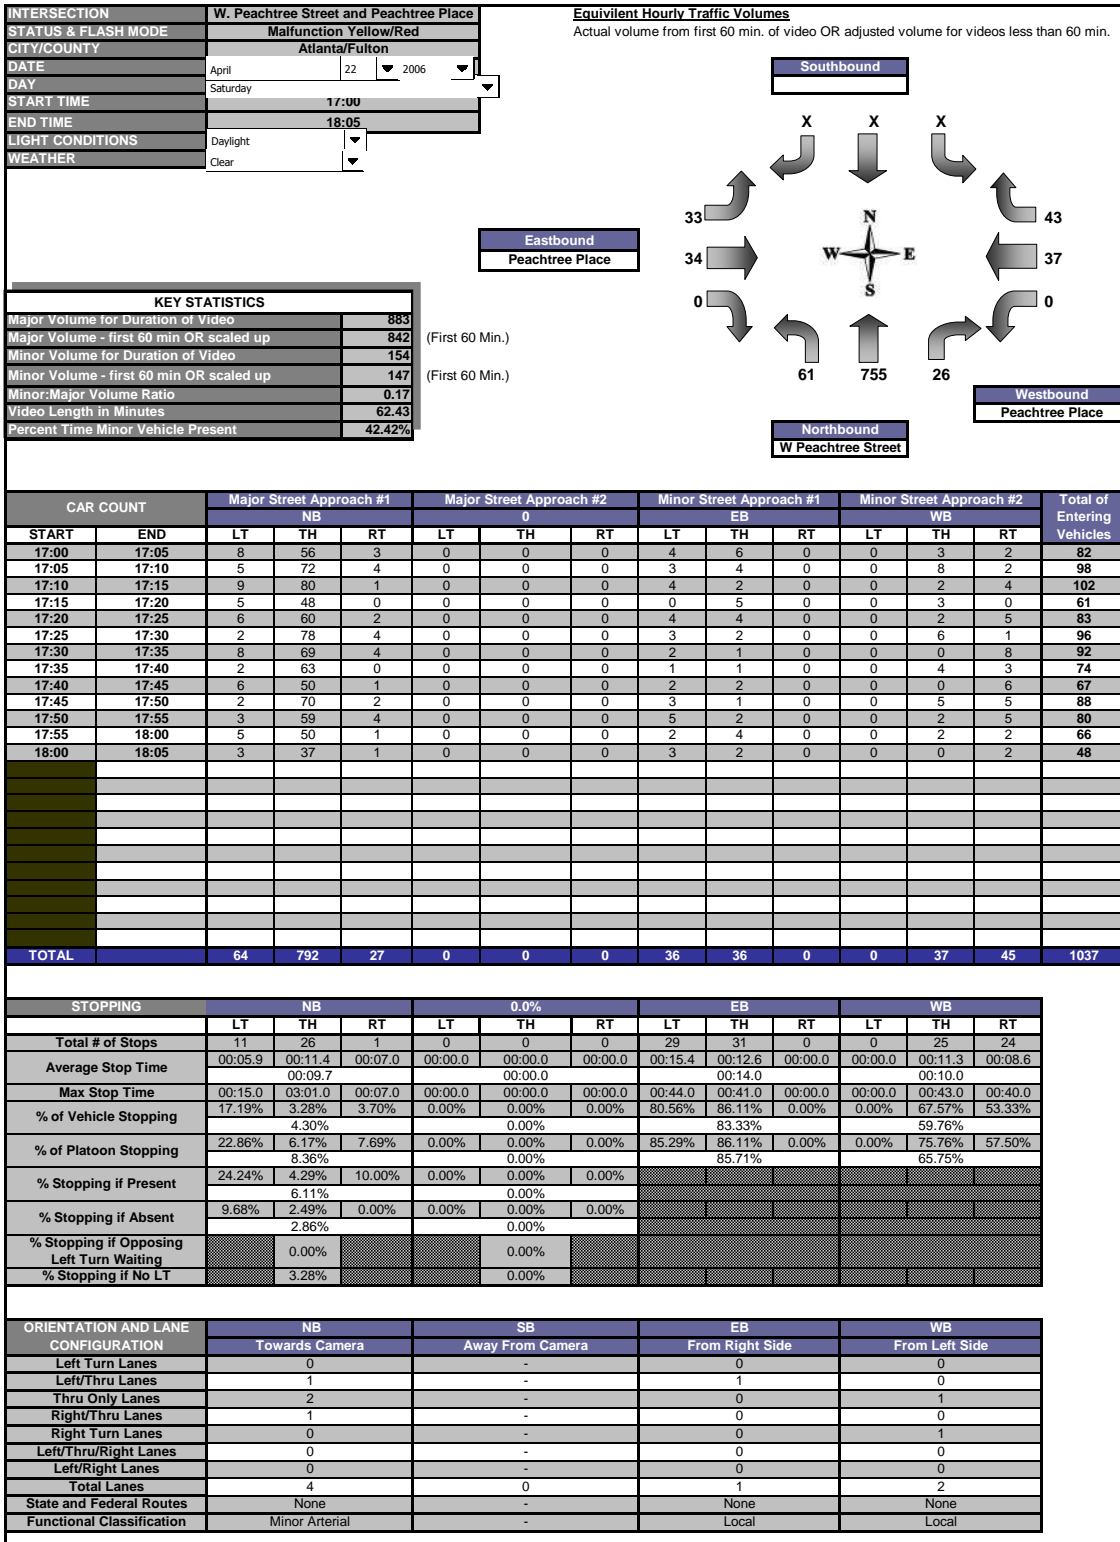 INTERSECTION W. Peachtree Street and Peachtree Place
STATUS & FLASH MODE Malfunction Yellow/Red
CITY/COUNTY Atlanta/Fulton
DATE April 22 2006
DAY Saturday
START TIME 17:00
END TIME 18:05
LIGHT CONDITIONS Daylight
WEATHER Clear
Equivilent Hourly Traffic Volumes
Actual volume from first 60 min. of video OR adjusted volume for videos less than 60 min.
Southbound
X X X
33 43
34 37
0 0
N
W E
S
61 755 26
Eastbound
Peachtree Place
Westbound
Peachtree Place
Northbound
W Peachtree Street
KEY STATISTICS
Major Volume for Duration of Video 883
Major Volume - first 60 min OR scaled up 842 (First 60 Min.)
Minor Volume for Duration of Video 154
Minor Volume - first 60 min OR scaled up 147 (First 60 Min.)
Minor:Major Volume Ratio 0.17
Video Length in Minutes 62.43
Percent Time Minor Vehicle Present 42.42%
CAR COUNT Major Street Approach #1 Major Street Approach #2 Minor Street Approach #1 Minor Street Approach #2 Total of Entering Vehicles
NB 0 EB WB
START END LT TH RT LT TH RT LT TH RT LT TH RT
17:00 17:05 8 56 3 0 0 0 4 6 0 0 3 2 82
17:05 17:10 5 72 4 0 0 0 3 4 0 0 8 2 98
17:10 17:15 9 80 1 0 0 0 4 2 0 0 2 4 102
17:15 17:20 5 48 0 0 0 0 0 5 0 0 3 0 61
17:20 17:25 6 60 2 0 0 0 4 4 0 0 2 5 83
17:25 17:30 2 78 4 0 0 0 3 2 0 0 6 1 96
17:30 17:35 8 69 4 0 0 0 2 1 0 0 0 8 92
17:35 17:40 2 63 0 0 0 0 1 1 0 0 4 3 74
17:40 17:45 6 50 1 0 0 0 2 2 0 0 0 6 67
17:45 17:50 2 70 2 0 0 0 3 1 0 0 5 5 88
17:50 17:55 3 59 4 0 0 0 5 2 0 0 2 5 80
17:55 18:00 5 50 1 0 0 0 2 4 0 0 2 2 66
18:00 18:05 3 37 1 0 0 0 3 2 0 0 0 2 48
TOTAL 64 792 27 0 0 0 36 36 0 0 37 45 1037
STOPPING NB 0.0% EB WB
LT TH RT LT TH RT LT TH RT LT TH RT
Total # of Stops 11 26 1 0 0 0 29 31 0 0 25 24
Average Stop Time 00:05.9 00:11.4 00:07.0 00:00.0 00:00.0 00:00.0 00:15.4 00:12.6 00:00.0 00:00.0 00:11.3 00:08.6
00:09.7 00:00.0 00:14.0 00:10.0
Max Stop Time 00:15.0 03:01.0 00:07.0 00:00.0 00:00.0 00:00.0 00:44.0 00:41.0 00:00.0 00:00.0 00:43.0 00:40.0
% of Vehicle Stopping 17.19% 3.28% 3.70% 0.00% 0.00% 0.00% 80.56% 86.11% 0.00% 0.00% 67.57% 53.33%
4.30% 0.00% 83.33% 59.76%
% of Platoon Stopping 22.86% 6.17% 7.69% 0.00% 0.00% 0.00% 85.29% 86.11% 0.00% 0.00% 75.76% 57.50%
8.36% 0.00% 85.71% 65.75%
% Stopping if Present 24.24% 4.29% 10.00% 0.00% 0.00% 0.00%
6.11% 0.00%
% Stopping if Absent 9.68% 2.49% 0.00% 0.00% 0.00% 0.00%
2.86% 0.00%
% Stopping if Opposing Left Turn Waiting 0.00% 0.00%
% Stopping if No LT 3.28% 0.00%
ORIENTATION AND LANE CONFIGURATION NB SB EB WB
Towards Camera Away From Camera From Right Side From Left Side
Left Turn Lanes 0 - 0 0
Left/Thru Lanes 1 - 1 0
Thru Only Lanes 2 - 0 1
Right/Thru Lanes 1 - 0 0
Right Turn Lanes 0 - 0 1
Left/Thru/Right Lanes 0 - 0 0
Left/Right Lanes 0 - 0 0
Total Lanes 4 0 1 2
State and Federal Routes None - None None
Functional Classification Minor Arterial - Local Local